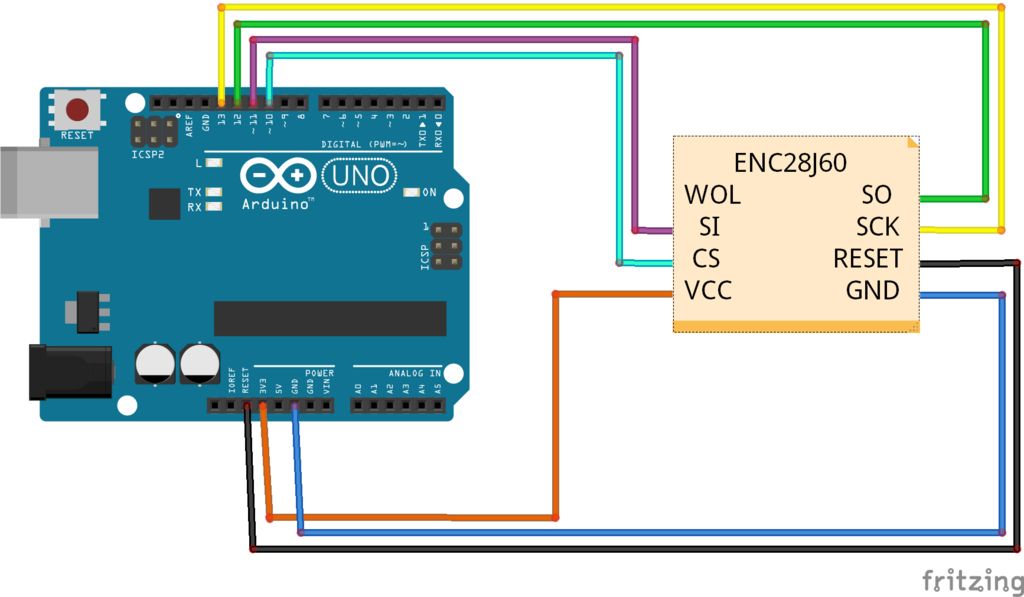 RESET
ICSP2
AREF
GND
13
12
~11
~10
~9
8
7
~6
~5
4
~3
2
TX0▶1
RX0◀0
DIGITAL (PWM=~)
L
TX
RX
Arduino™
UNO
ON
1
ICSP
ENC28J60
WOL SO
SI SCK
CS RESET
VCC GND
POWER
ANALOG IN
IOREF
RESET
3V3
5V
GND
GND
VIN
A0
A1
A2
A3
A4
A5
fritzing